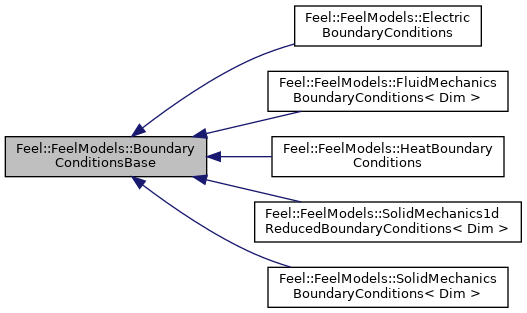 Feel::FeelModels::Electric
BoundaryConditions
Feel::FeelModels::FluidMechanics
BoundaryConditions< Dim >
Feel::FeelModels::Boundary
ConditionsBase
Feel::FeelModels::HeatBoundary
Conditions
Feel::FeelModels::SolidMechanics1d
ReducedBoundaryConditions< Dim >
Feel::FeelModels::SolidMechanics
BoundaryConditions< Dim >